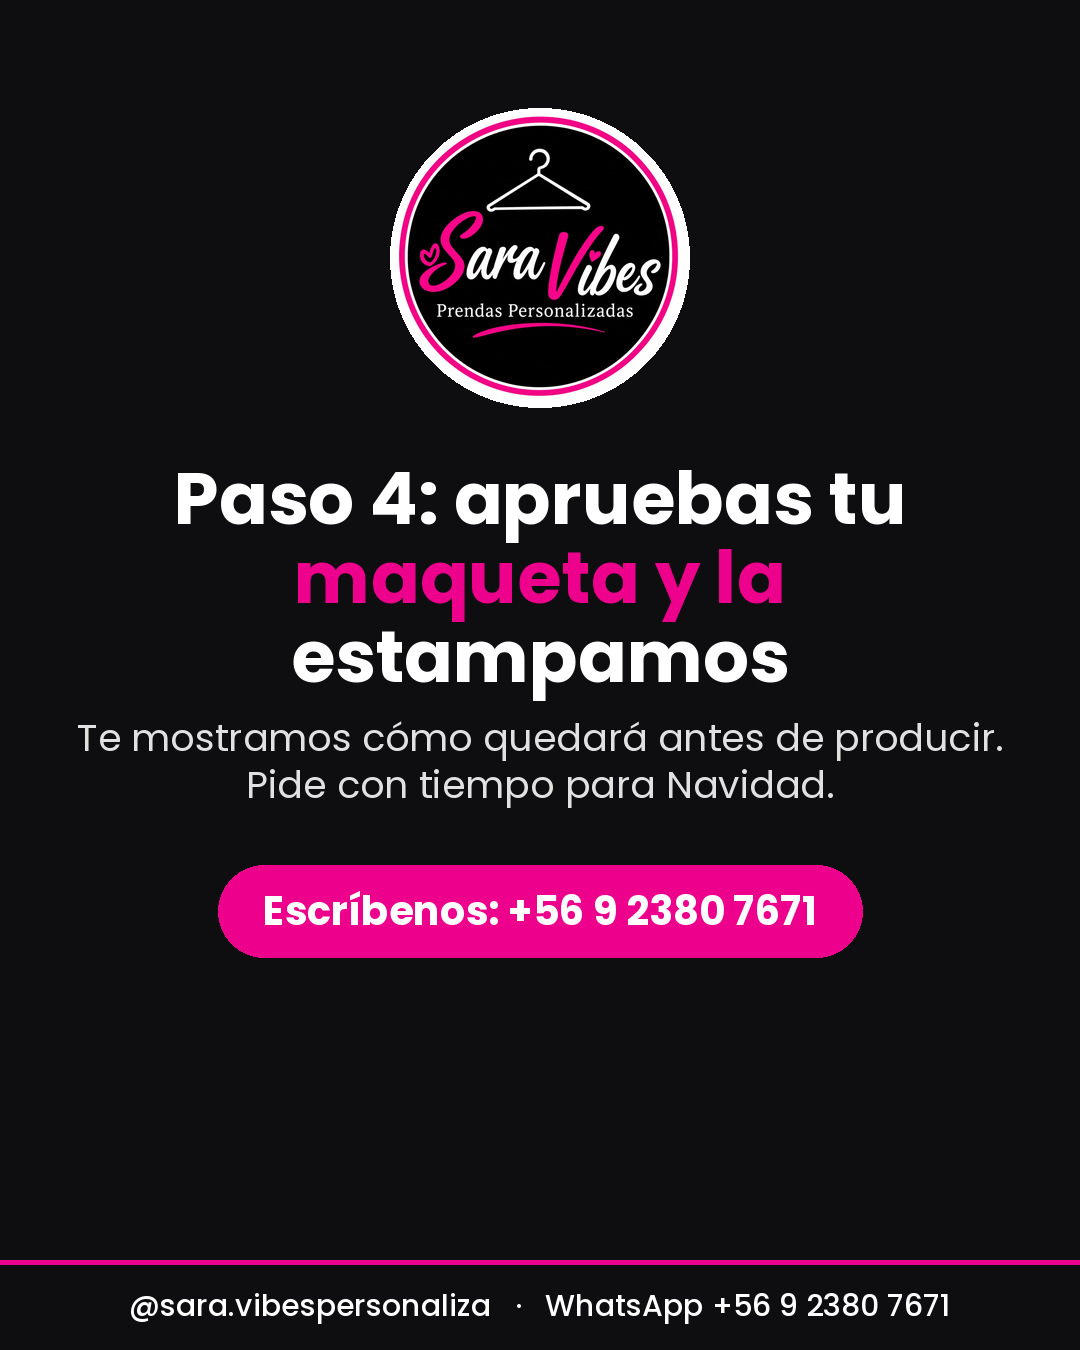 Sara Vibes
Prendas Personalizadas
Paso 4: apruebas tu
maqueta y la
estampamos
Te mostramos cómo quedará antes de producir.
Pide con tiempo para Navidad.
Escríbenos: +56 9 2380 7671
@sara.vibespersonaliza · WhatsApp +56 9 2380 7671